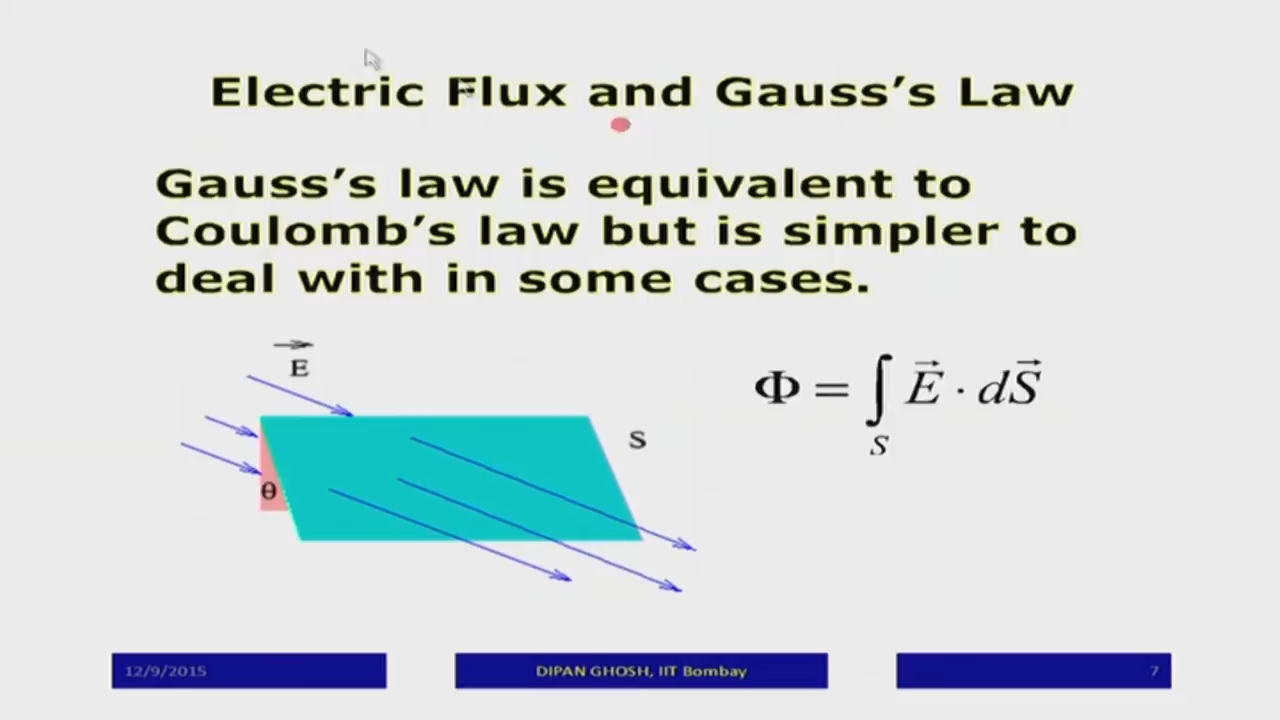 Electric Flux and Gauss’s Law
Gauss’s law is equivalent to
Coulomb’s law but is simpler to
deal with in some cases.
E
S
θ
Φ = ∫_S E⃗ · dS⃗
12/9/2015
DIPAN GHOSH, IIT Bombay
7